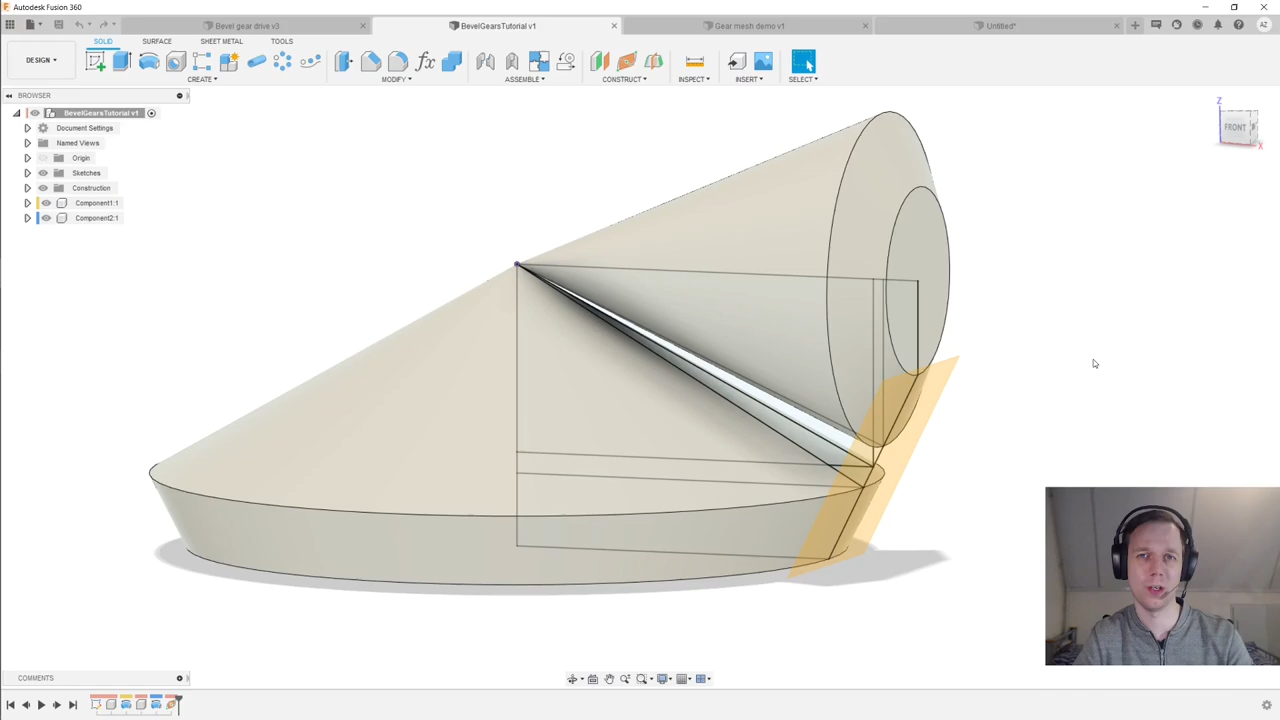 Autodesk Fusion 360
Bevel gear drive v3
BevelGearsTutorial v1
Gear mesh demo v1
Untitled*
AZ
DESIGN
SOLID
SURFACE
SHEET METAL
TOOLS
CREATE
MODIFY
ASSEMBLE
CONSTRUCT
INSPECT
INSERT
SELECT
BROWSER
BevelGearsTutorial v1
Document Settings
Named Views
Origin
Sketches
Construction
Component1:1
Component2:1
Z
FRONT
X
COMMENTS